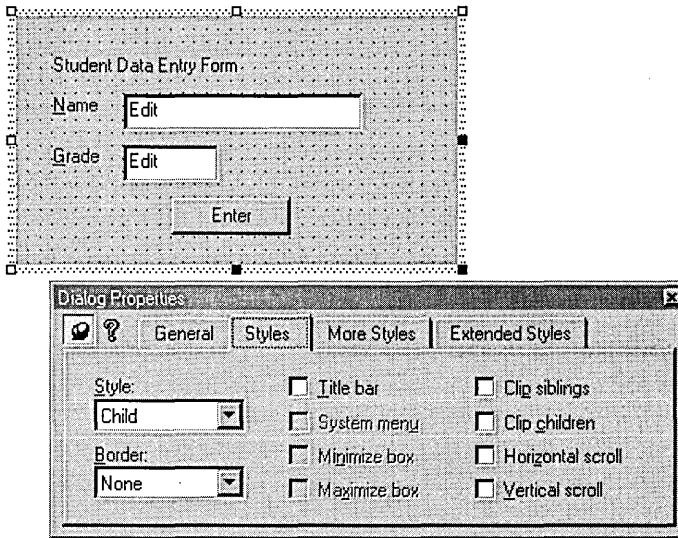 Student Data Entry Form
Name Edit
Grade Edit
Enter
Dialog Properties
? General Styles More Styles Extended Styles
Style: Title bar Clip siblings
Child System menu Clip children
Border: Minimize box Horizontal scroll
None Maximize box Vertical scroll